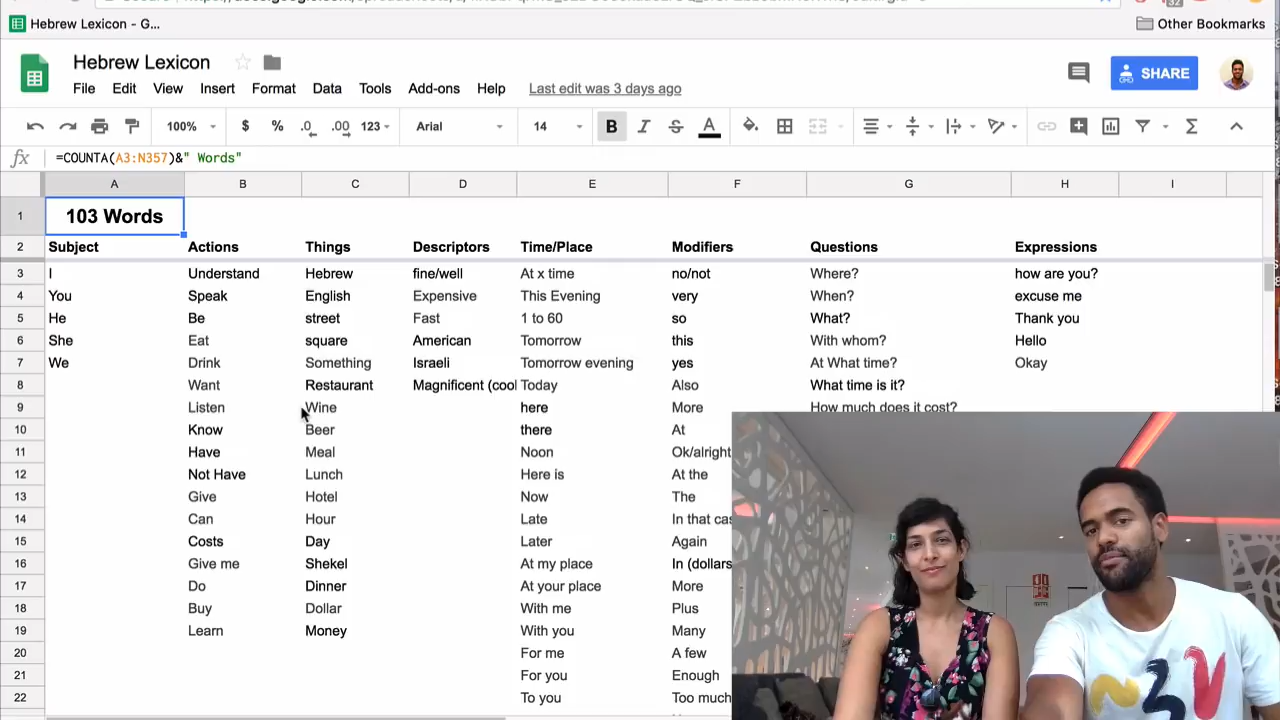 Hebrew Lexicon - G...
Other Bookmarks
Hebrew Lexicon
File Edit View Insert Format Data Tools Add-ons Help Last edit was 3 days ago
SHARE
100% $ % .0 .00 123 Arial 14 B I S A
fx =COUNTA(A3:N357)&" Words"
A B C D E F G H I
1 103 Words
2 Subject Actions Things Descriptors Time/Place Modifiers Questions Expressions
3 I Understand Hebrew fine/well At x time no/not Where? how are you?
4 You Speak English Expensive This Evening very When? excuse me
5 He Be street Fast 1 to 60 so What? Thank you
6 She Eat square American Tomorrow this With whom? Hello
7 We Drink Something Israeli Tomorrow evening yes At What time? Okay
8 Want Restaurant Magnificent (cool Today Also What time is it?
9 Listen Wine here More How much does it cost?
10 Know Beer there At
11 Have Meal Noon Ok/alright
12 Not Have Lunch Here is At the
13 Give Hotel Now The
14 Can Hour Late In that cas
15 Costs Day Later Again
16 Give me Shekel At my place In (dollars
17 Do Dinner At your place More
18 Buy Dollar With me Plus
19 Learn Money With you Many
20 For me A few
21 For you Enough
22 To you Too much